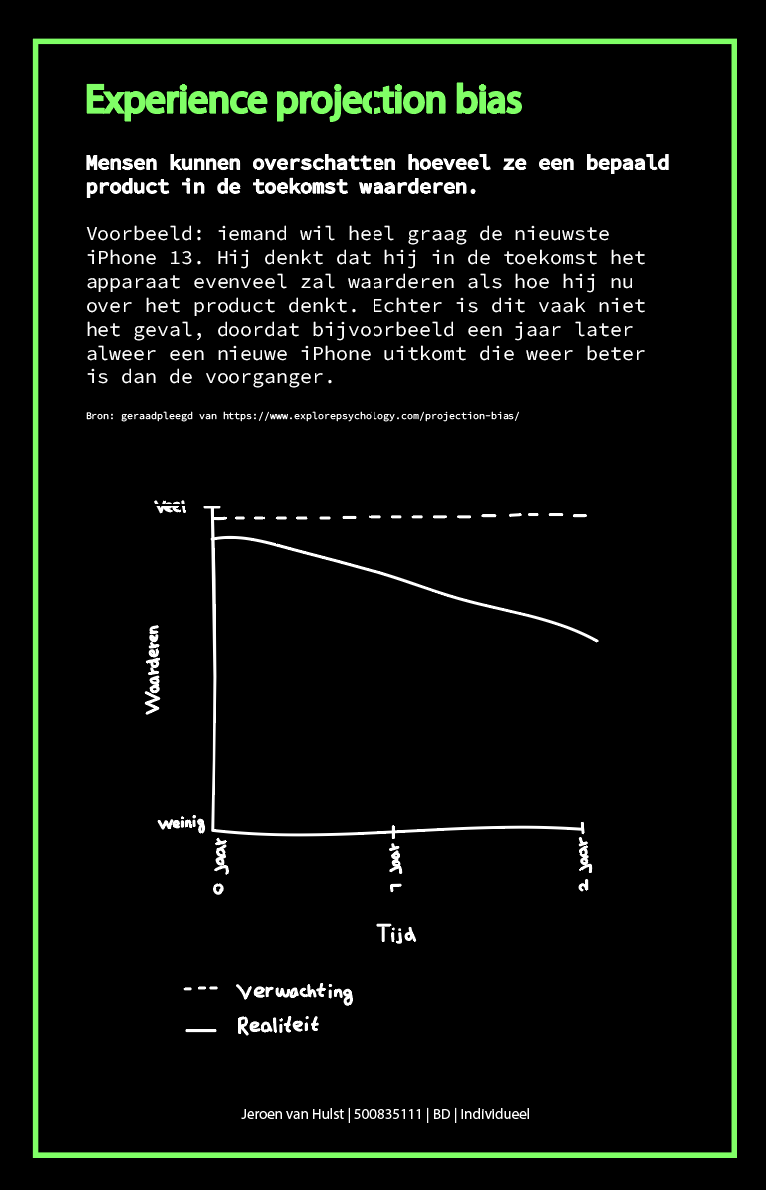 Experience projection bias
Mensen kunnen overschatten hoeveel ze een bepaald
product in de toekomst waarderen.
Voorbeeld: iemand wil heel graag de nieuwste
iPhone 13. Hij denkt dat hij in de toekomst het
apparaat evenveel zal waarderen als hoe hij nu
over het product denkt. Echter is dit vaak niet
het geval, doordat bijvoorbeeld een jaar later
alweer een nieuwe iPhone uitkomt die weer beter
is dan de voorganger.
Bron: geraadpleegd van https://www.explorepsychology.com/projection-bias/
Veel
Waarderen
Weinig
0 jaar
1 jaar
2 jaar
Tijd
Verwachting
Realiteit
Jeroen van Hulst | 500835111 | BD | Individueel